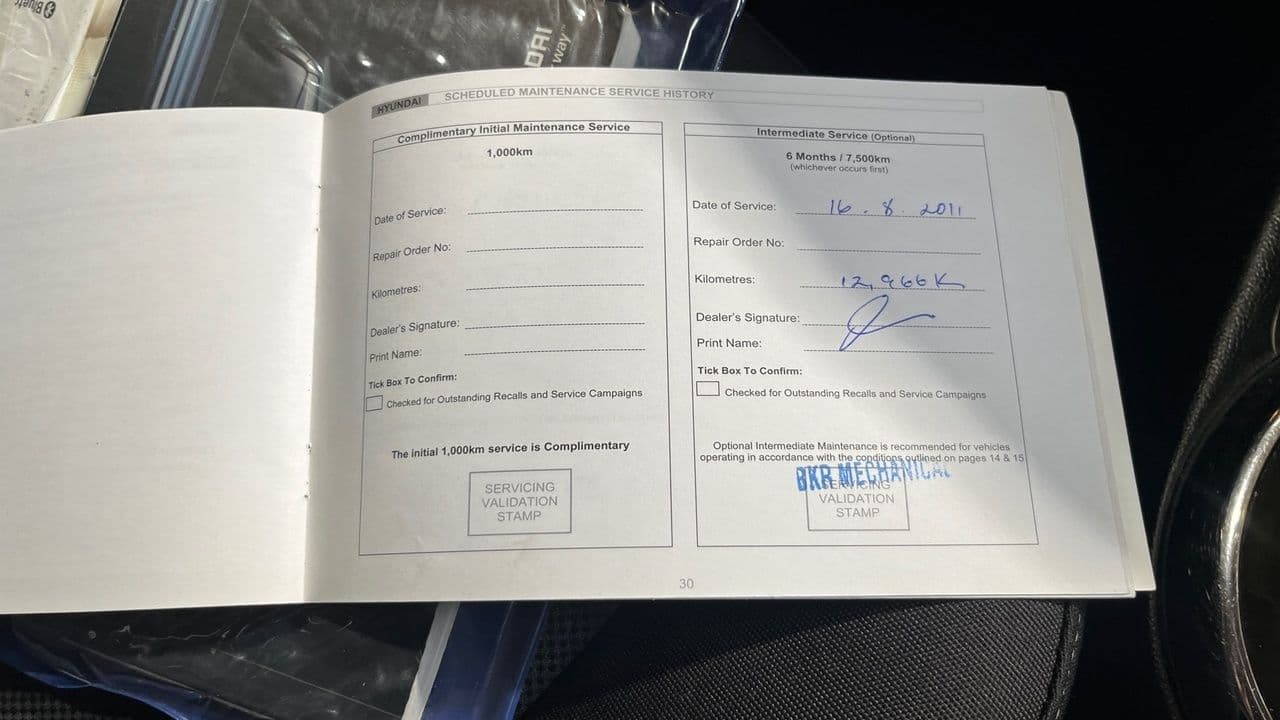 HYUNDAI
SCHEDULED MAINTENANCE SERVICE HISTORY
Complimentary Initial Maintenance Service
1,000km
Date of Service:
Repair Order No:
Kilometres:
Dealer's Signature:
Print Name:
Tick Box To Confirm:
Checked for Outstanding Recalls and Service Campaigns
The initial 1,000km service is Complimentary
SERVICING
VALIDATION
STAMP
Intermediate Service (Optional)
6 Months / 7,500km
(whichever occurs first)
Date of Service: 16 . 8 . 2011
Repair Order No:
Kilometres: 12,966 K
Dealer's Signature:
Print Name:
Tick Box To Confirm:
Checked for Outstanding Recalls and Service Campaigns
Optional Intermediate Maintenance is recommended for vehicles
operating in accordance with the conditions outlined on pages 14 & 15
BKR MECHANICAL
SERVICING
VALIDATION
STAMP
30
way™